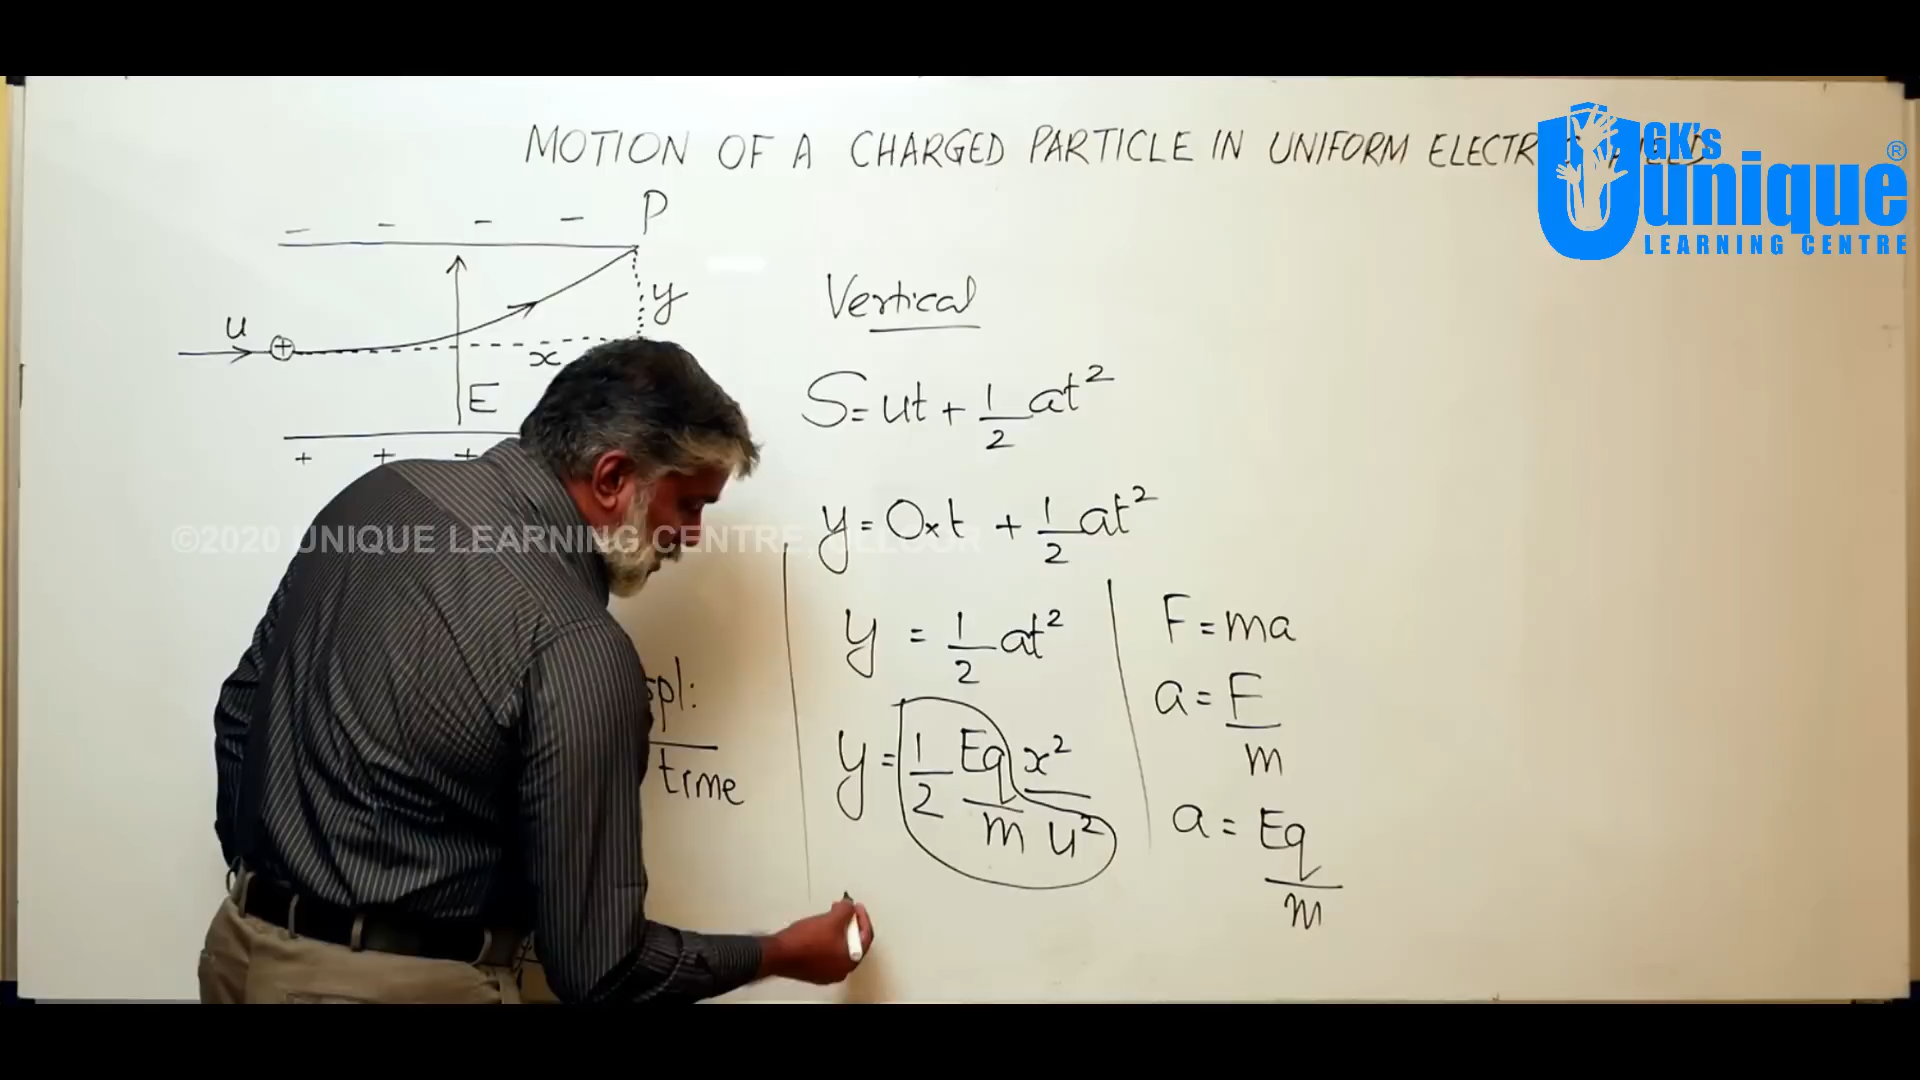 MOTION OF A CHARGED PARTICLE IN UNIFORM ELECTR
GK's
unique ®
LEARNING CENTRE
- - - - P
y
u
+
x
E
+ + +
Vertical
S = ut + 1/2 at²
y = 0 × t + 1/2 at²
©2020 UNIQUE LEARNING CENTRE,
y = 1/2 at²
y = 1/2 Eq/m x²/u²
spl:
time
F = ma
a = F/m
a = Eq/m